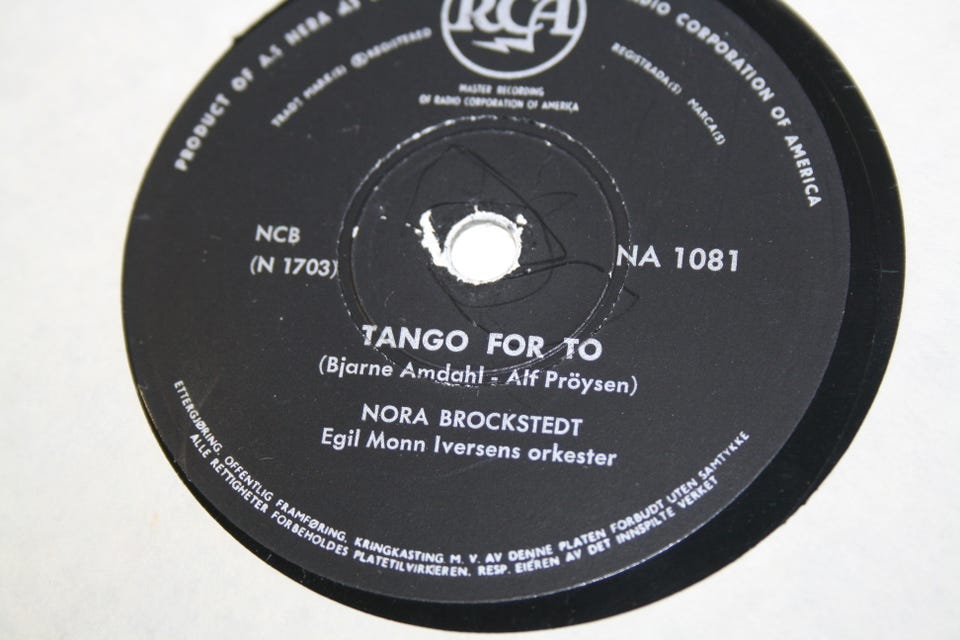 PRODUCT OF A.S NERA AS
RADIO CORPORATION OF AMERICA
RCA
TRADE MARK(S) ® REGISTERED
REGISTRADA(S) MARCA(S)
MASTER RECORDING
OF RADIO CORPORATION OF AMERICA
NCB
(N 1703)
NA 1081
TANGO FOR TO
(Bjarne Amdahl - Alf Pröysen)
NORA BROCKSTEDT
Egil Monn Iversens orkester
ETTERGJØRING, OFFENTLIG FRAMFØRING, KRINGKASTING M. V. AV DENNE PLATEN FORBUDT UTEN SAMTYKKE
ALLE RETTIGHETER FORBEHOLDES PLATETILVIRKEREN, RESP. EIEREN AV DET INNSPILTE VERKET